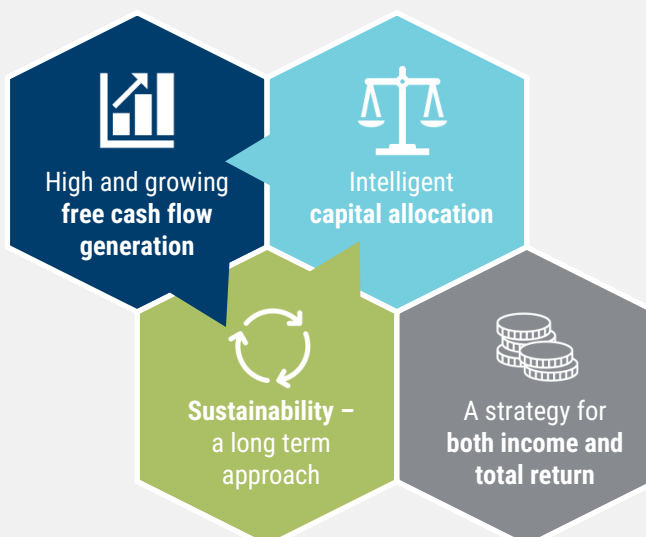 High and growing
free cash flow
generation
Intelligent
capital allocation
Sustainability –
a long term
approach
A strategy for
both income and
total return